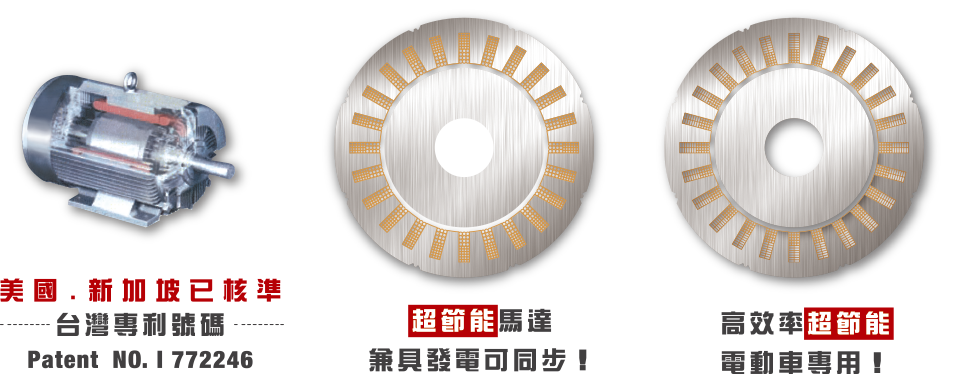 美國.新加坡已核準
台灣專利號碼
Patent NO. I 772246
超節能馬達
兼具發電可同步！
高效率超節能
電動車專用！